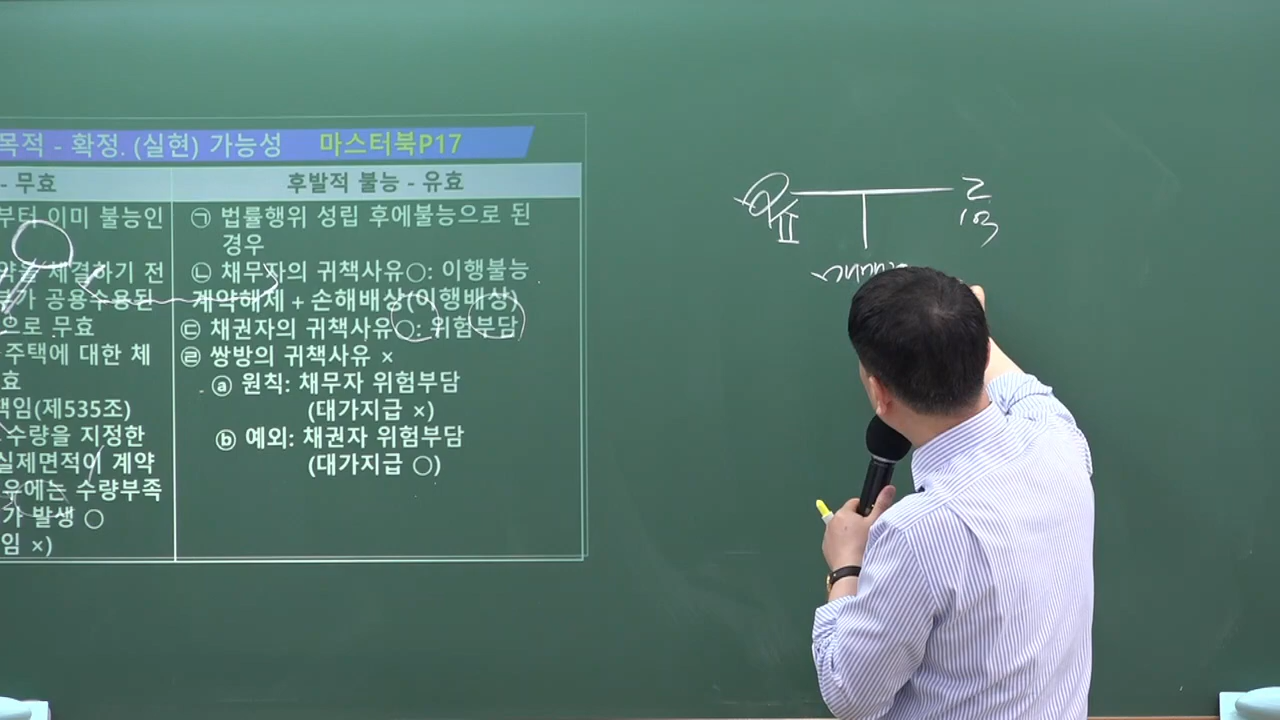 목적 - 확정. (실현) 가능성 마스터북P17
- 무효
부터 이미 불능인
약을 체결하기 전
가 공용수용된
으로 무효
주택에 대한 체
효
책임(제535조)
수량을 지정한
실제면적이 계약
우에는 수량부족
가 발생 ○
임 ×)
후발적 불능 - 유효
㉠ 법률행위 성립 후에불능으로 된
경우
㉡ 채무자의 귀책사유○: 이행불능
계약해제 + 손해배상(이행배상)
㉢ 채권자의 귀책사유○: 위험부담
㉣ 쌍방의 귀책사유 ×
ⓐ 원칙: 채무자 위험부담
(대가지급 ×)
ⓑ 예외: 채권자 위험부담
(대가지급 ○)
乙
1억